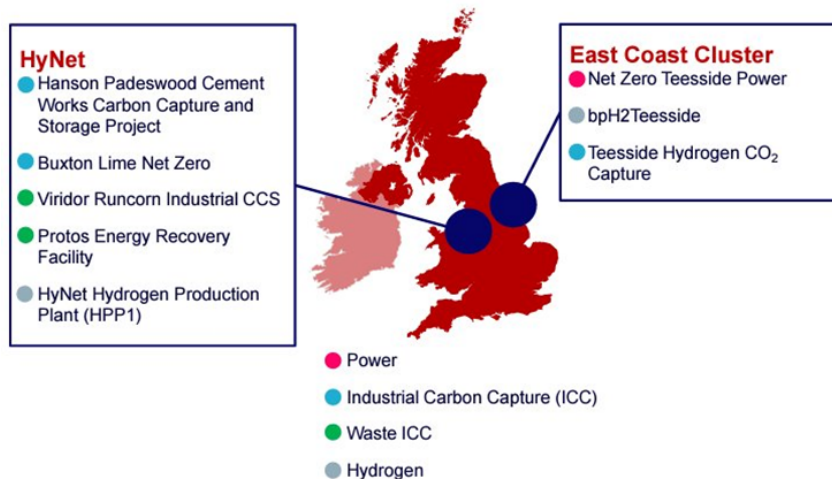 HyNet
Hanson Padeswood Cement
Works Carbon Capture and
Storage Project
Buxton Lime Net Zero
Viridor Runcorn Industrial CCS
Protos Energy Recovery
Facility
HyNet Hydrogen Production
Plant (HPP1)
East Coast Cluster
Net Zero Teesside Power
bpH2Teesside
Teesside Hydrogen CO₂
Capture
Power
Industrial Carbon Capture (ICC)
Waste ICC
Hydrogen